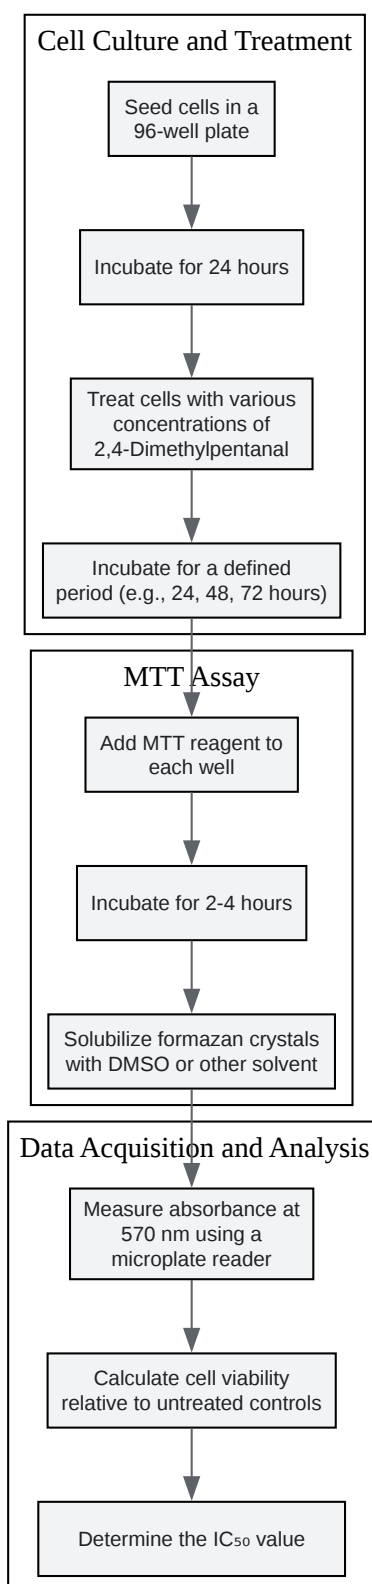 Cell Culture and Treatment
Seed cells in a
96-well plate
Incubate for 24 hours
Treat cells with various
concentrations of
2,4-Dimethylpentanal
Incubate for a defined
period (e.g., 24, 48, 72 hours)
MTT Assay
Add MTT reagent to
each well
Incubate for 2-4 hours
Solubilize formazan crystals
with DMSO or other solvent
Data Acquisition and Analysis
Measure absorbance at
570 nm using a
microplate reader
Calculate cell viability
relative to untreated controls
Determine the IC₅₀ value